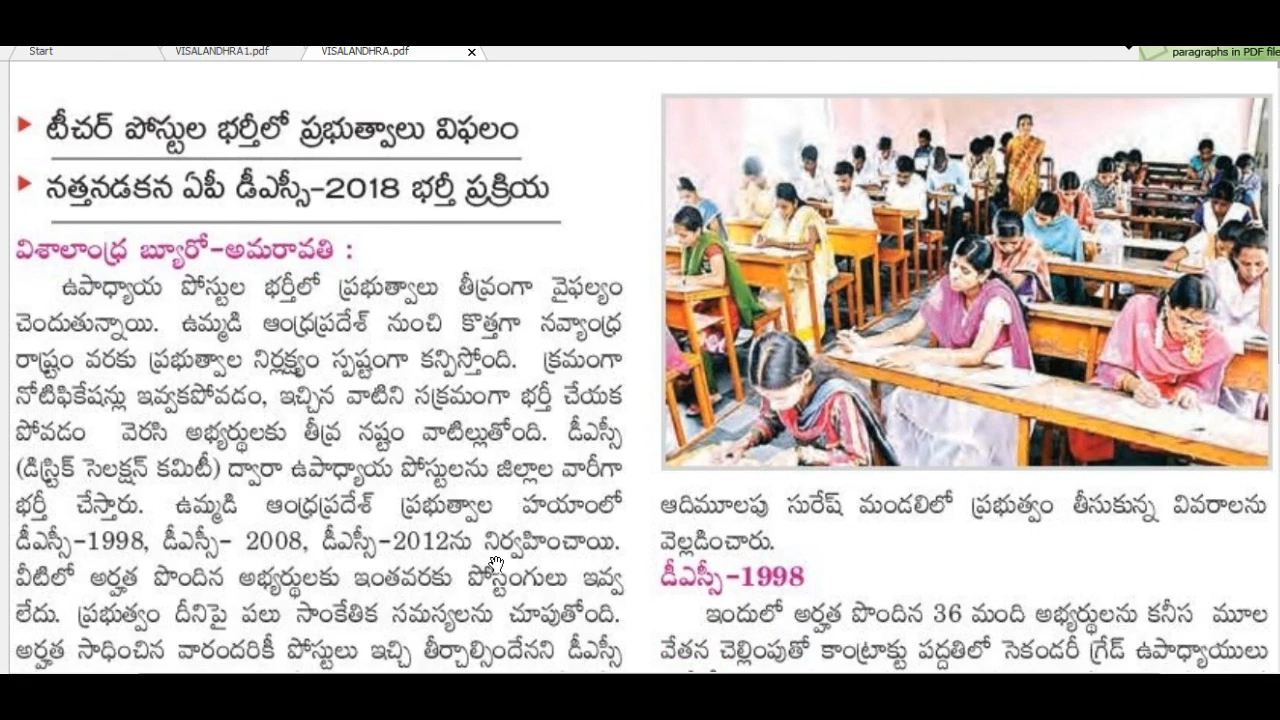 Start
VISALANDHRA1.pdf
VISALANDHRA.pdf
paragraphs in PDF file
టీచర్ పోస్టుల భర్తీలో ప్రభుత్వాలు విఫలం
నత్తనడకన ఏపీ డీఎస్సీ-2018 భర్తీ ప్రక్రియ
విశాలాంధ్ర బ్యూరో-అమరావతి :
ఉపాధ్యాయ పోస్టుల భర్తీలో ప్రభుత్వాలు తీవ్రంగా వైఫల్యం
చెందుతున్నాయి. ఉమ్మడి ఆంధ్రప్రదేశ్ నుంచి కొత్తగా నవ్యాంధ్ర
రాష్ట్రం వరకు ప్రభుత్వాల నిర్లక్ష్యం స్పష్టంగా కన్పిస్తోంది. క్రమంగా
నోటిఫికేషన్లు ఇవ్వకపోవడం, ఇచ్చిన వాటిని సక్రమంగా భర్తీ చేయక
పోవడం వెరసి అభ్యర్థులకు తీవ్ర నష్టం వాటిల్లుతోంది. డీఎస్సీ
(డిస్ట్రిక్ సెలక్షన్ కమిటీ) ద్వారా ఉపాధ్యాయ పోస్టులను జిల్లాల వారీగా
భర్తీ చేస్తారు. ఉమ్మడి ఆంధ్రప్రదేశ్ ప్రభుత్వాల హయాంలో
డీఎస్సీ-1998, డీఎస్సీ- 2008, డీఎస్సీ-2012ను నిర్వహించాయి.
వీటిలో అర్హత పొందిన అభ్యర్థులకు ఇంతవరకు పోస్టింగులు ఇవ్వ
లేదు. ప్రభుత్వం దీనిపై పలు సాంకేతిక సమస్యలను చూపుతోంది.
అర్హత సాధించిన వారందరికీ పోస్టులు ఇచ్చి తీర్చాల్సిందేనని డీఎస్సీ
ఆదిమూలపు సురేష్ మండలిలో ప్రభుత్వం తీసుకున్న వివరాలను
వెల్లడించారు.
డీఎస్సీ-1998
ఇందులో అర్హత పొందిన 36 మంది అభ్యర్థులను కనీస మూల
వేతన చెల్లింపుతో కాంట్రాక్టు పద్దతిలో సెకండరీ గ్రేడ్ ఉపాధ్యాయులు